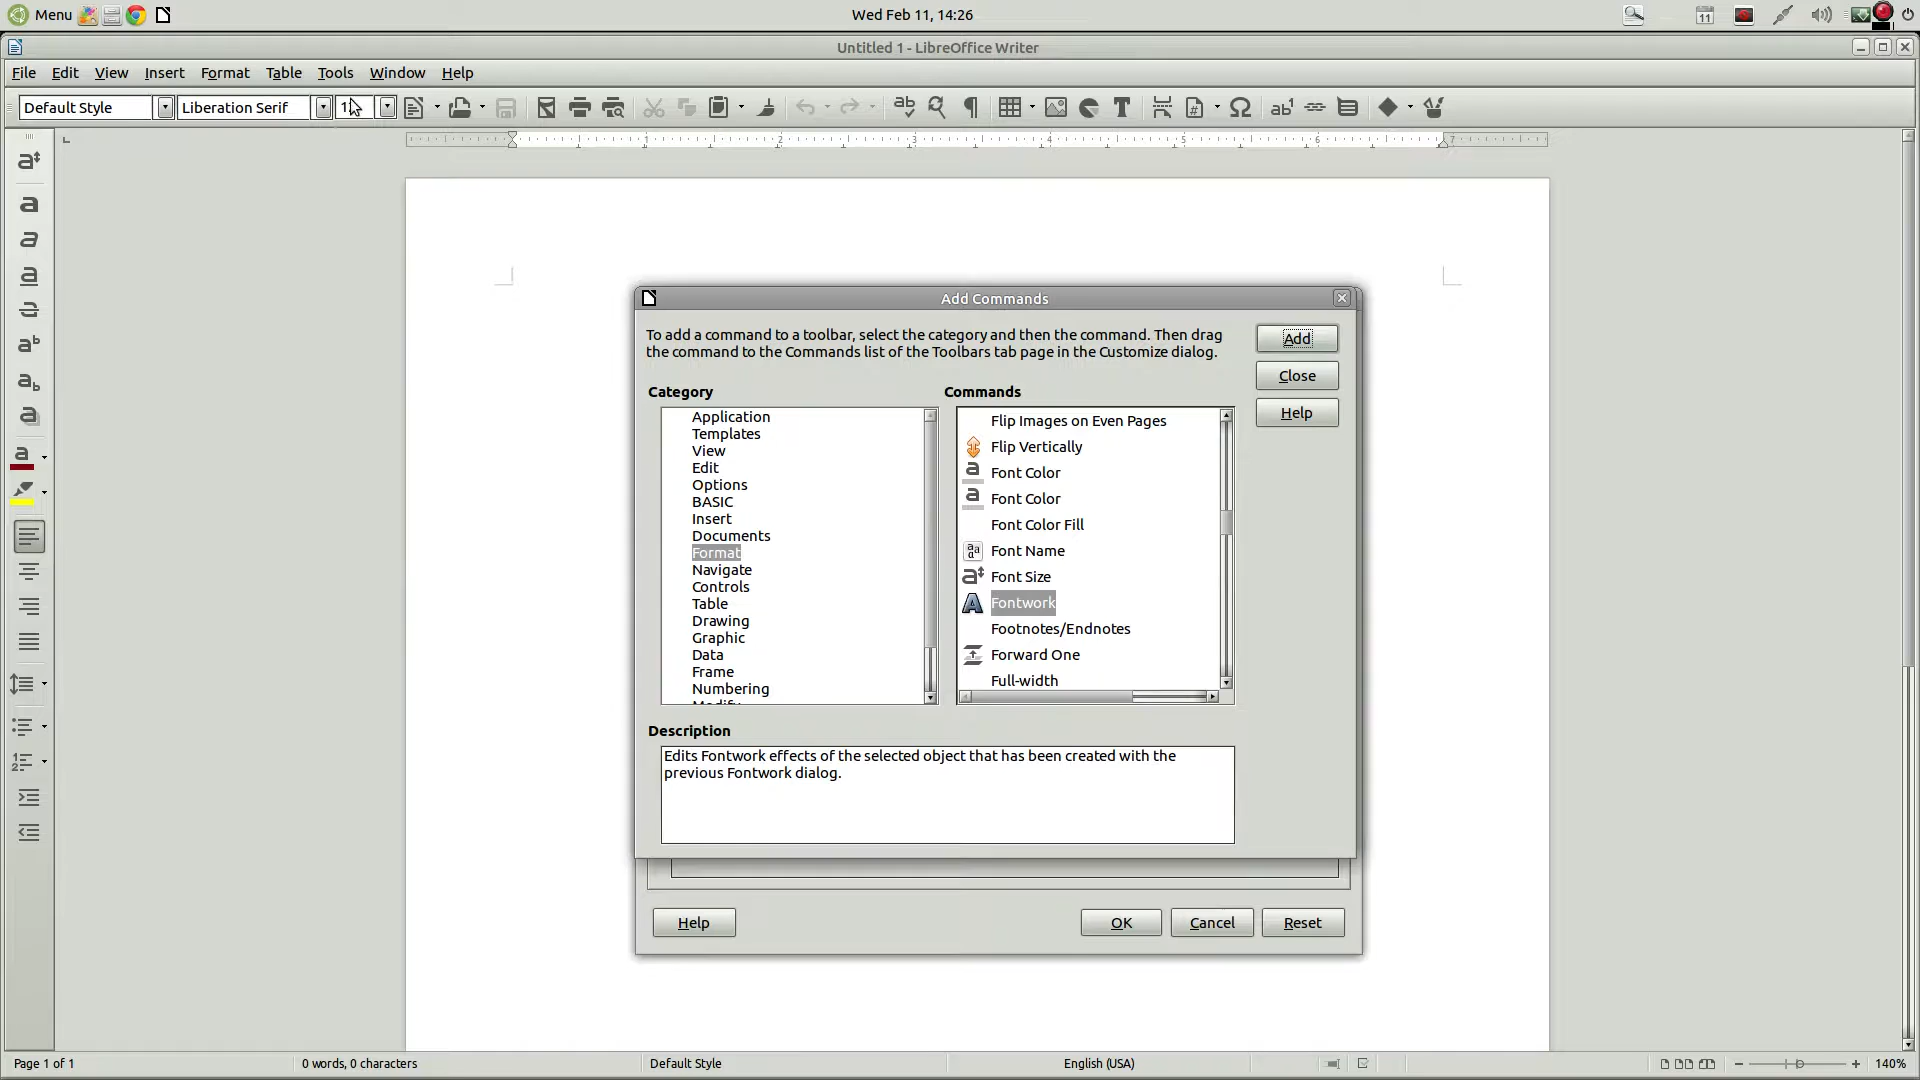 Menu
Wed Feb 11, 14:26
11
Untitled 1 - LibreOffice Writer
File Edit View Insert Format Table Tools Window Help
Default Style Liberation Serif
Add Commands
To add a command to a toolbar, select the category and then the command. Then drag
the command to the Commands list of the Toolbars tab page in the Customize dialog.
Add
Close
Help
Category
Application
Templates
View
Edit
Options
BASIC
Insert
Documents
Format
Navigate
Controls
Table
Drawing
Graphic
Data
Frame
Numbering
Modify
Commands
Flip Images on Even Pages
Flip Vertically
Font Color
Font Color
Font Color Fill
Font Name
Font Size
Fontwork
Footnotes/Endnotes
Forward One
Full-width
Description
Edits Fontwork effects of the selected object that has been created with the
previous Fontwork dialog.
Help OK Cancel Reset
Page 1 of 1 0 words, 0 characters Default Style English (USA) 140%